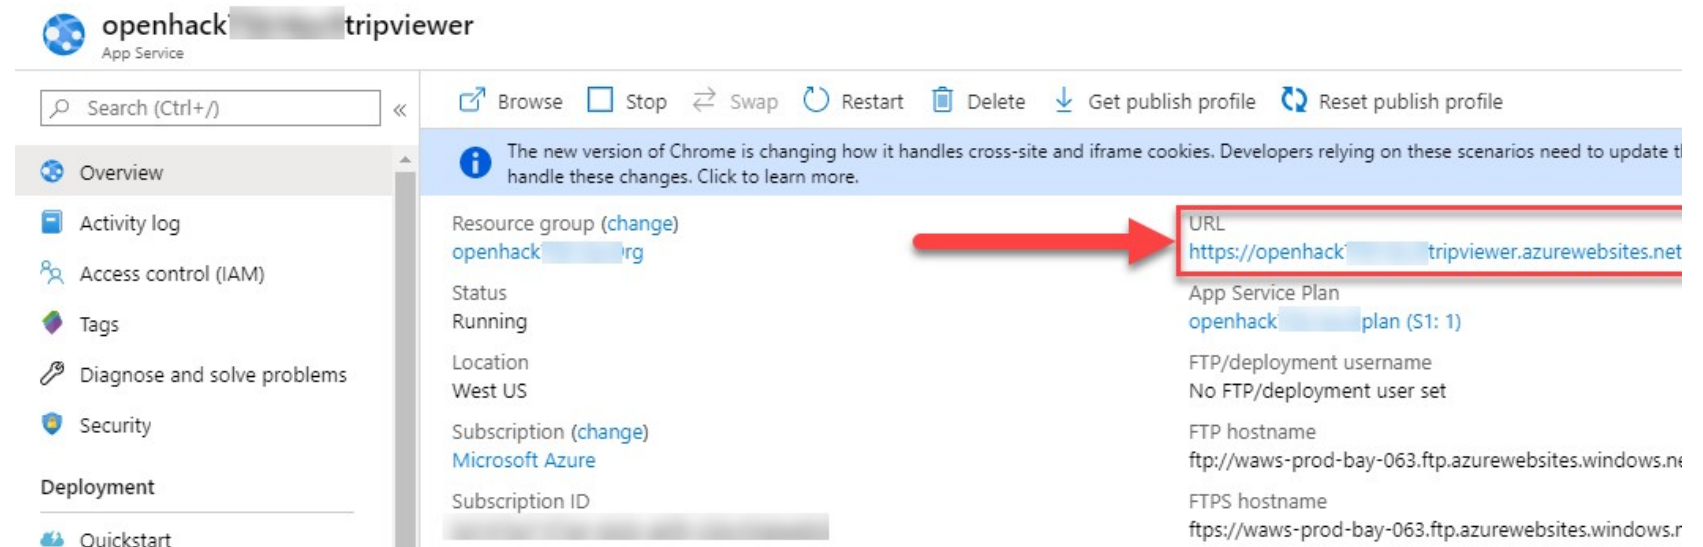 openhack tripviewer
App Service
Search (Ctrl+/)
«
Browse Stop Swap Restart Delete Get publish profile Reset publish profile
The new version of Chrome is changing how it handles cross-site and iframe cookies. Developers relying on these scenarios need to update
handle these changes. Click to learn more.
Overview
Activity log
Access control (IAM)
Tags
Diagnose and solve problems
Security
Deployment
Quickstart
Resource group (change)
openhack rg
Status
Running
Location
West US
Subscription (change)
Microsoft Azure
Subscription ID
URL
https://openhack tripviewer.azurewebsites.net
App Service Plan
openhack plan (S1: 1)
FTP/deployment username
No FTP/deployment user set
FTP hostname
ftp://waws-prod-bay-063.ftp.azurewebsites.windows.ne
FTPS hostname
ftps://waws-prod-bay-063.ftp.azurewebsites.windows.